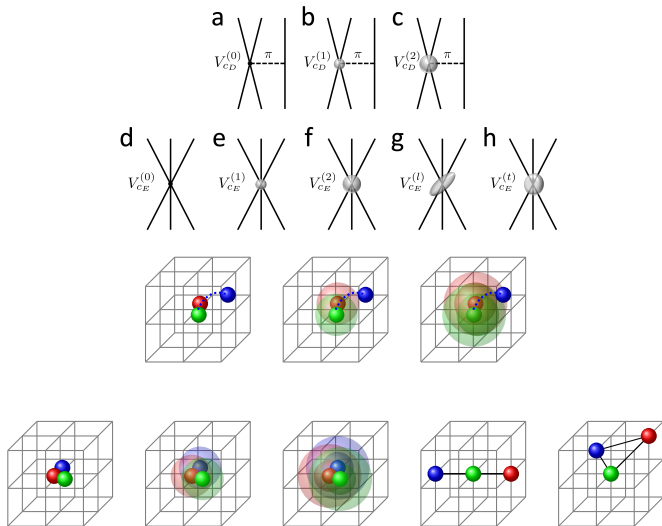 a b c
V_{c_D}^{(0)} π V_{c_D}^{(1)} π V_{c_D}^{(2)} π
d e f g h
V_{c_E}^{(0)} V_{c_E}^{(1)} V_{c_E}^{(2)} V_{c_E}^{(l)} V_{c_E}^{(t)}